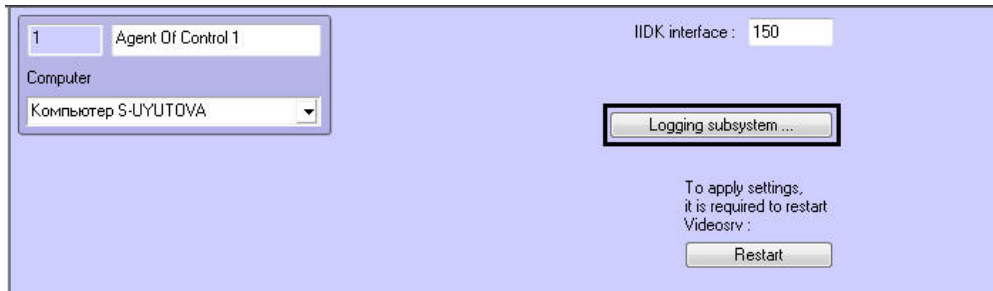 1
Agent Of Control 1
Computer
Компьютер S-UYUTOVA
IIDK interface : 150
Logging subsystem ...
To apply settings,
it is required to restart
Videosrv :
Restart